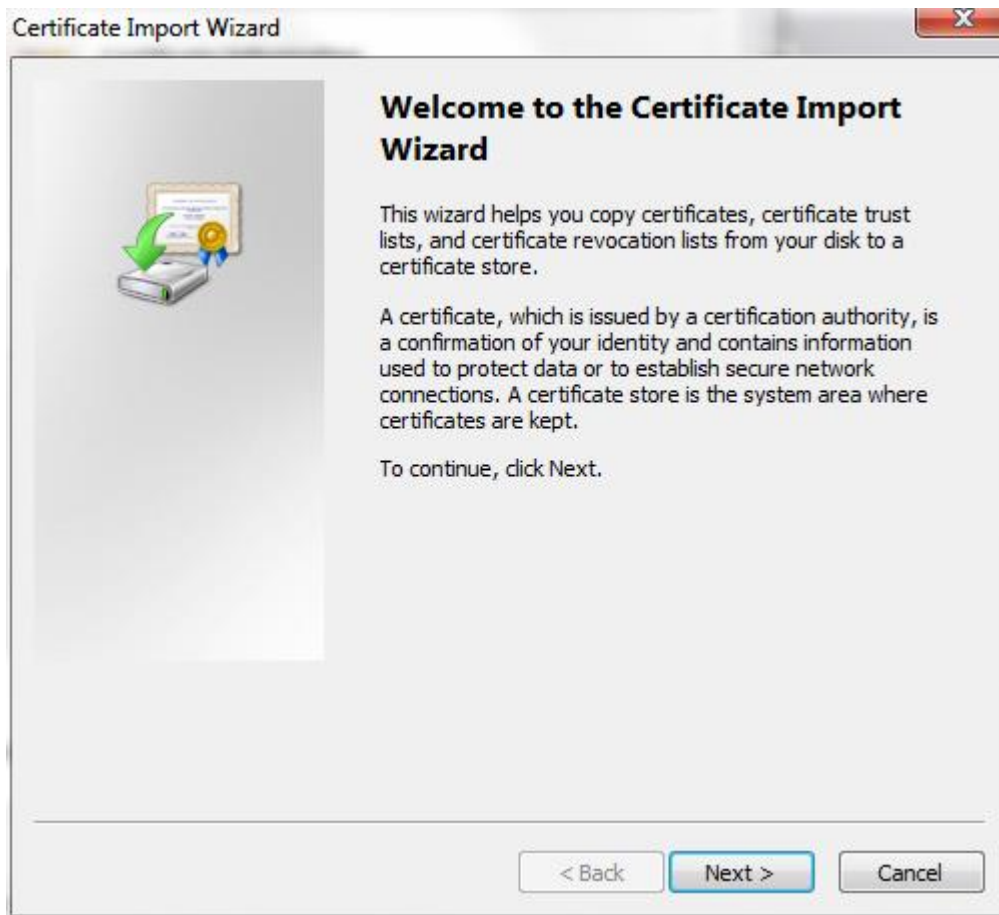 Certificate Import Wizard
Welcome to the Certificate Import
Wizard
This wizard helps you copy certificates, certificate trust
lists, and certificate revocation lists from your disk to a
certificate store.
A certificate, which is issued by a certification authority, is
a confirmation of your identity and contains information
used to protect data or to establish secure network
connections. A certificate store is the system area where
certificates are kept.
To continue, click Next.
< Back Next > Cancel